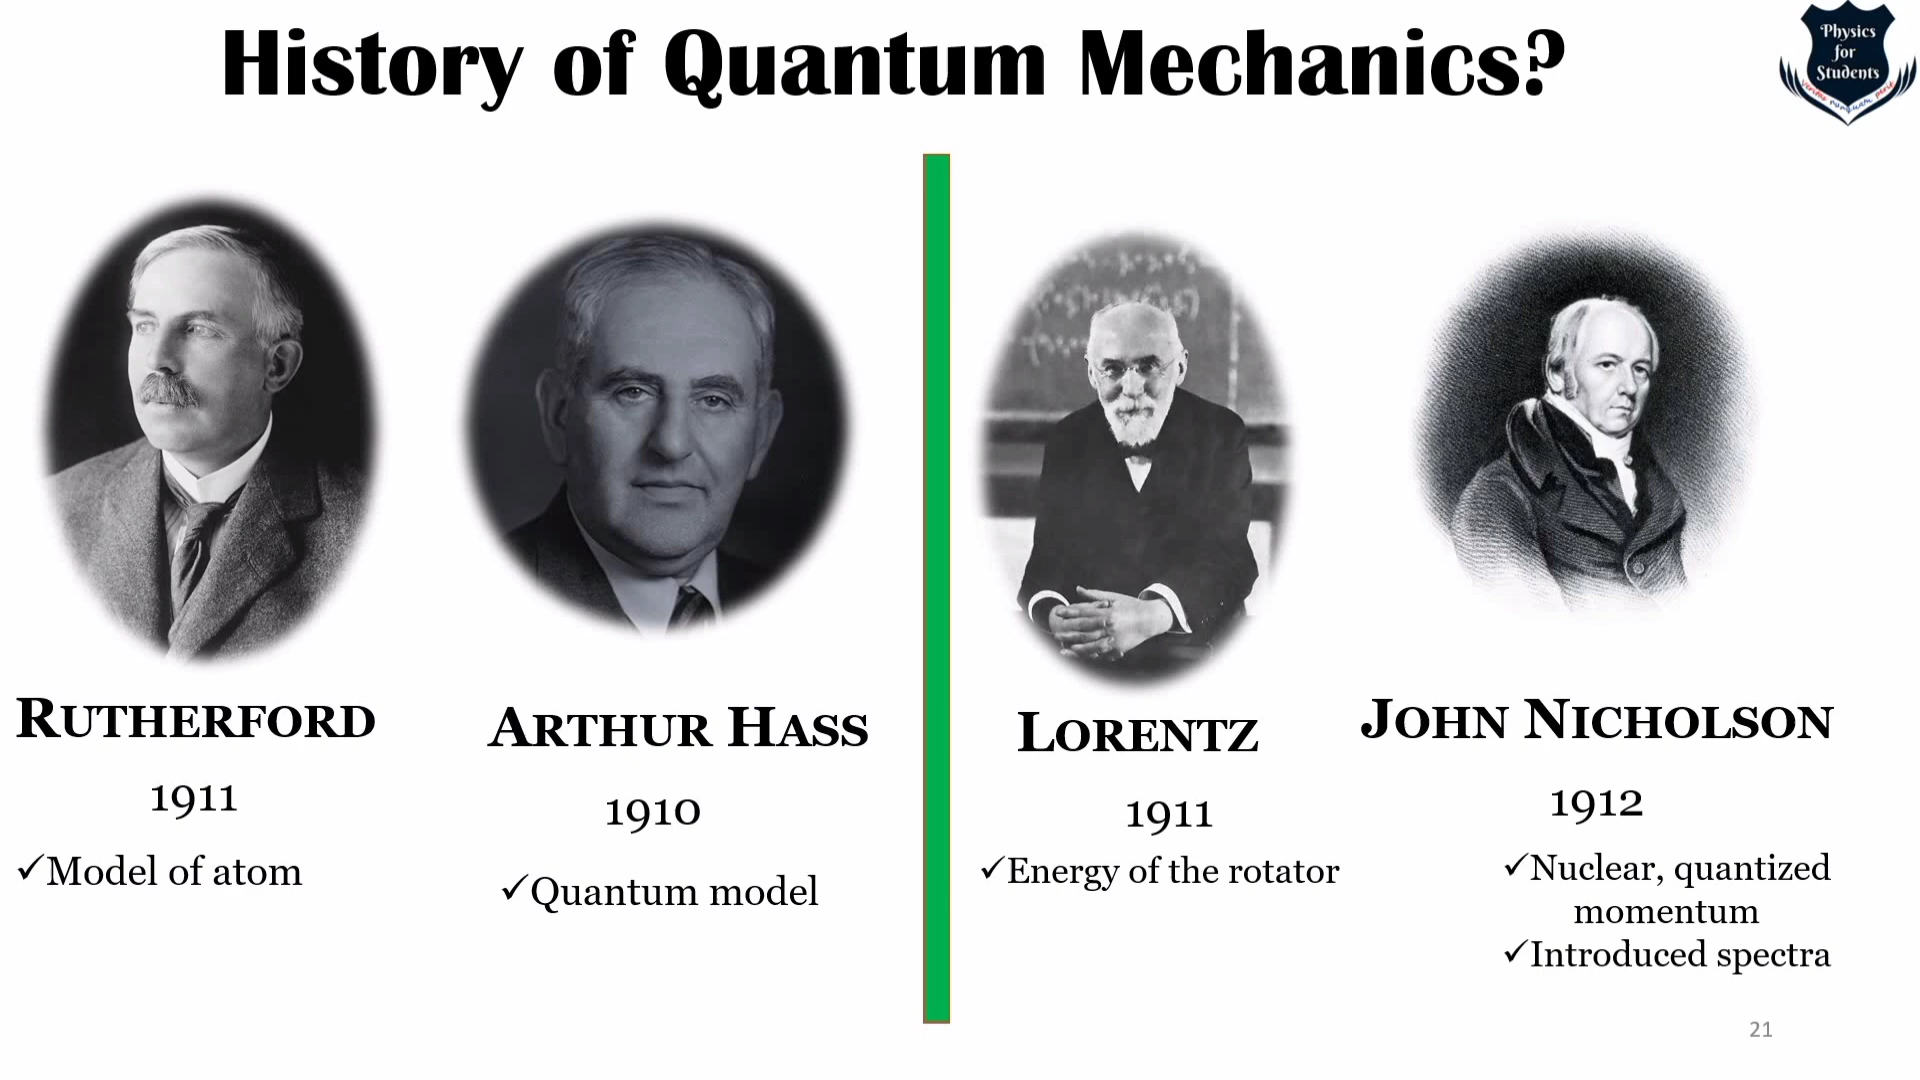 History of Quantum Mechanics?
Physics
for
Students
RUTHERFORD
1911
✓Model of atom
ARTHUR HASS
1910
✓Quantum model
LORENTZ
1911
✓Energy of the rotator
JOHN NICHOLSON
1912
✓Nuclear, quantized
momentum
✓Introduced spectra
21